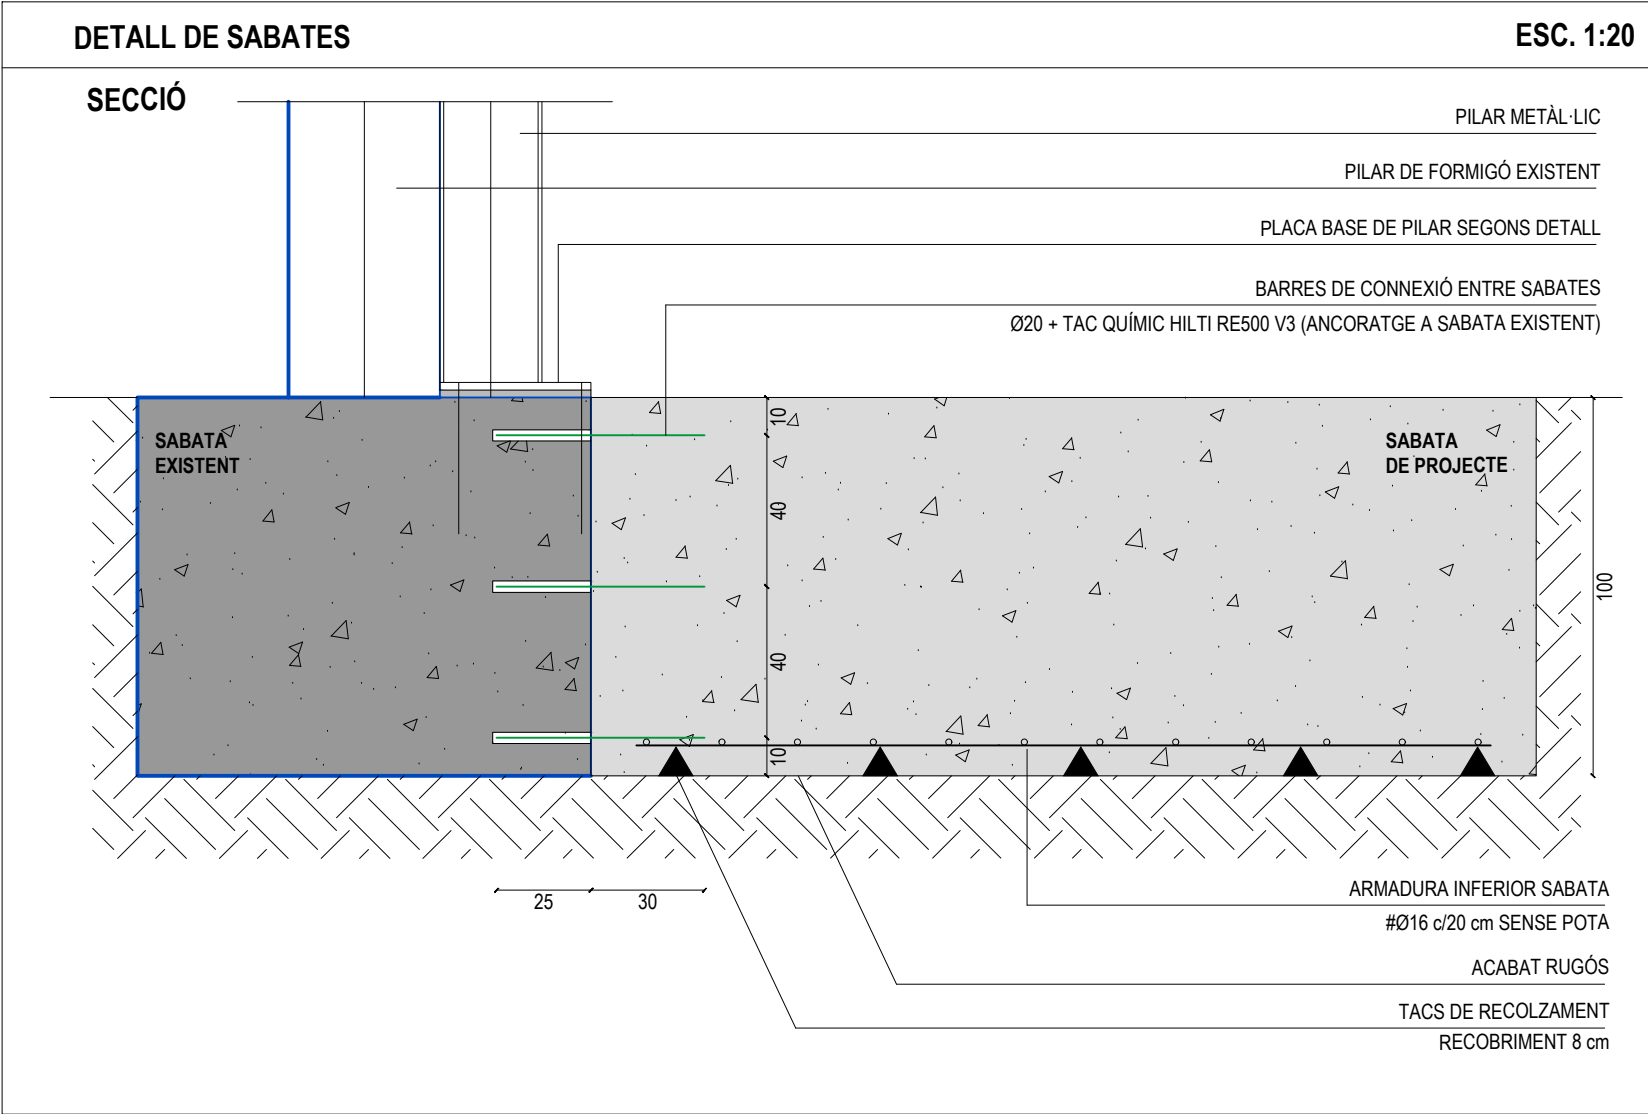 DETALL DE SABATES
ESC. 1:20
SECCIÓ
PILAR METÀL·LIC
PILAR DE FORMIGÓ EXISTENT
PLACA BASE DE PILAR SEGONS DETALL
BARRES DE CONNEXIÓ ENTRE SABATES
Ø20 + TAC QUÍMIC HILTI RE500 V3 (ANCORATGE A SABATA EXISTENT)
SABATA
EXISTENT
SABATA
DE PROJECTE
10
40
40
10
100
25
30
ARMADURA INFERIOR SABATA
#Ø16 c/20 cm SENSE POTA
ACABAT RUGÓS
TACS DE RECOLZAMENT
RECOBRIMENT 8 cm